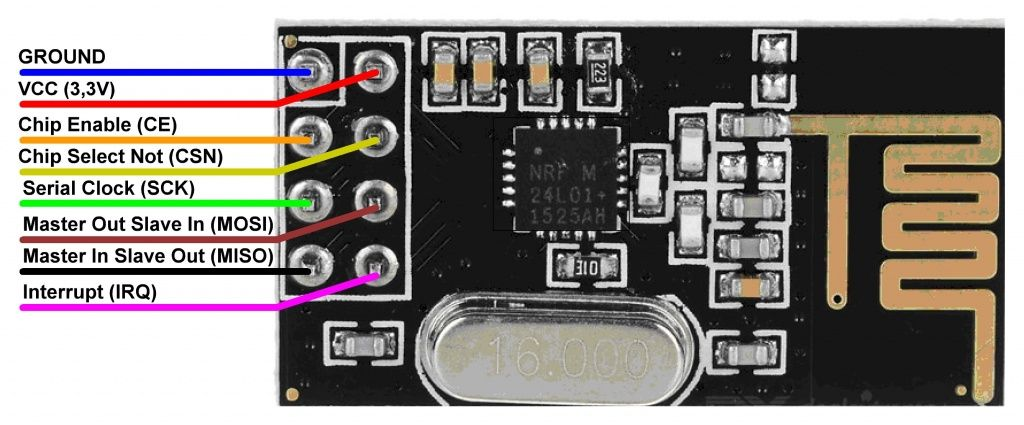 GROUND
VCC (3,3V)
Chip Enable (CE)
Chip Select Not (CSN)
Serial Clock (SCK)
Master Out Slave In (MOSI)
Master In Slave Out (MISO)
Interrupt (IRQ)
223
NRF M
24L01+
1525AH
31D
16.000